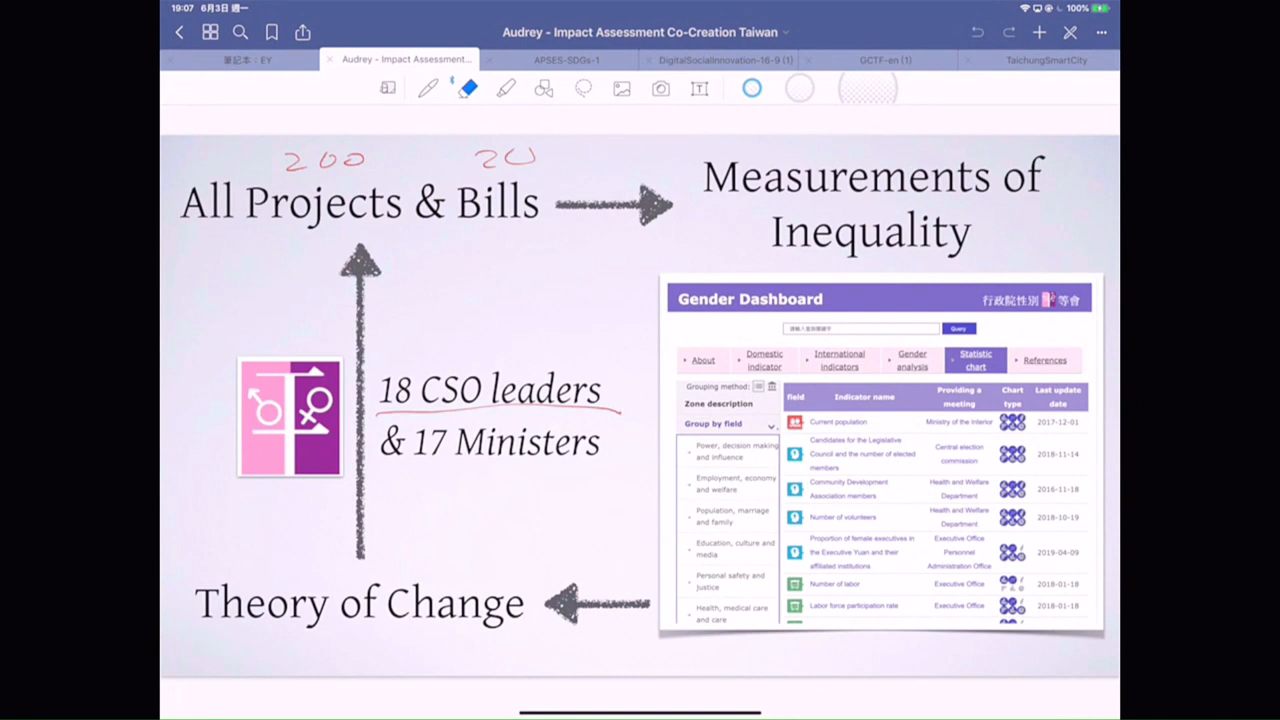 19:07 6月3日 週一
100%
Audrey - Impact Assessment Co-Creation Taiwan
筆記本：EY
Audrey - Impact Assessment...
APSES-SDGs-1
DigitalSocialInnovation-16-9 (1)
GCTF-en (1)
TaichungSmartCity
200 20
All Projects & Bills
Measurements of
Inequality
18 CSO leaders
& 17 Ministers
Theory of Change
Gender Dashboard
行政院性別平等會
請輸入查詢關鍵字
Query
About
Domestic
indicator
International
indicators
Gender
analysis
Statistic
chart
References
Grouping method:
Zone description
Group by field
Power, decision making
and influence
Employment, economy
and welfare
Population, marriage
and family
Education, culture and
media
Personal safety and
justice
Health, medical care
and care
field Indicator name Providing a meeting Chart type Last update date
Current population Ministry of the Interior 2017-12-01
Candidates for the Legislative
Council and the number of elected
members
Central election
commission
2018-11-14
Community Development
Association members
Health and Welfare
Department
2016-11-18
Number of volunteers
Health and Welfare
Department
2018-10-19
Proportion of female executives in
the Executive Yuan and their
affiliated institutions
Executive Office
Personnel
Administration Office
2019-04-09
Number of labor Executive Office 2018-01-18
Labor force participation rate Executive Office 2018-01-18